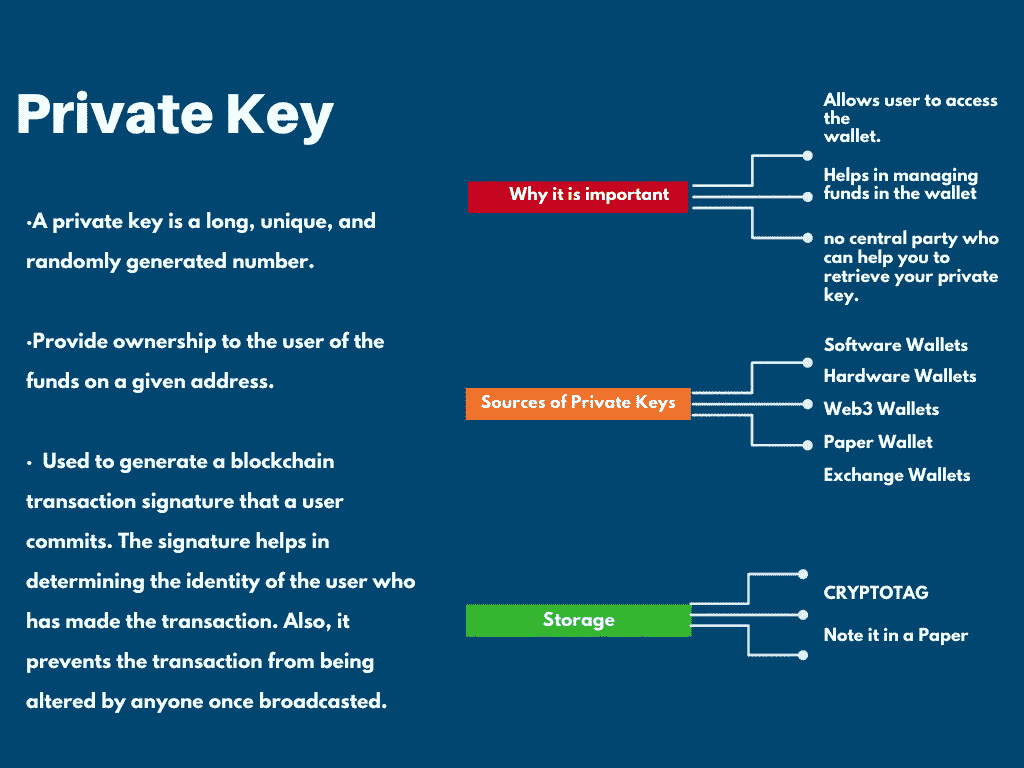 Private Key
·A private key is a long, unique, and
randomly generated number.
·Provide ownership to the user of the
funds on a given address.
· Used to generate a blockchain
transaction signature that a user
commits. The signature helps in
determining the identity of the user who
has made the transaction. Also, it
prevents the transaction from being
altered by anyone once broadcasted.
Why it is important
Allows user to access
the
wallet.
Helps in managing
funds in the wallet
no central party who
can help you to
retrieve your private
key.
Sources of Private Keys
Software Wallets
Hardware Wallets
Web3 Wallets
Paper Wallet
Exchange Wallets
Storage
CRYPTOTAG
Note it in a Paper